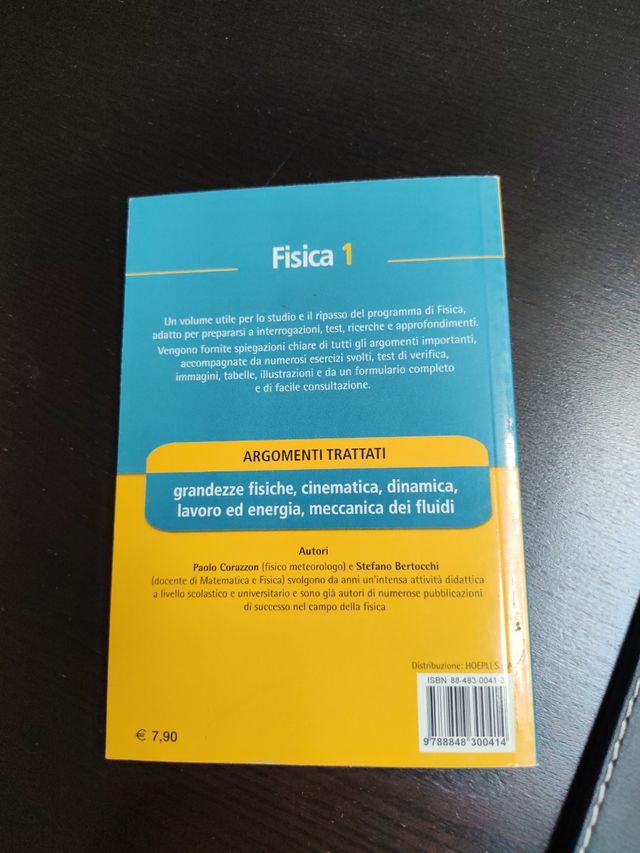 Fisica 1
Un volume utile per lo studio e il ripasso del programma di Fisica,
adatto per prepararsi a interrogazioni, test, ricerche e approfondimenti.
Vengono fornite spiegazioni chiare di tutti gli argomenti importanti,
accompagnate da numerosi esercizi svolti, test di verifica,
immagini, tabelle, illustrazioni e da un formulario completo
e di facile consultazione.
ARGOMENTI TRATTATI
grandezze fisiche, cinematica, dinamica,
lavoro ed energia, meccanica dei fluidi
Autori
Paolo Corazzon (fisico meteorologo) e Stefano Bertocchi
(docente di Matematica e Fisica) svolgono da anni un'intensa attività didattica
a livello scolastico e universitario e sono già autori di numerose pubblicazioni
di successo nel campo della fisica
Distribuzione: HOEPLI S.p.A.
ISBN 88-483-0041-3
9788848300414
€ 7,90